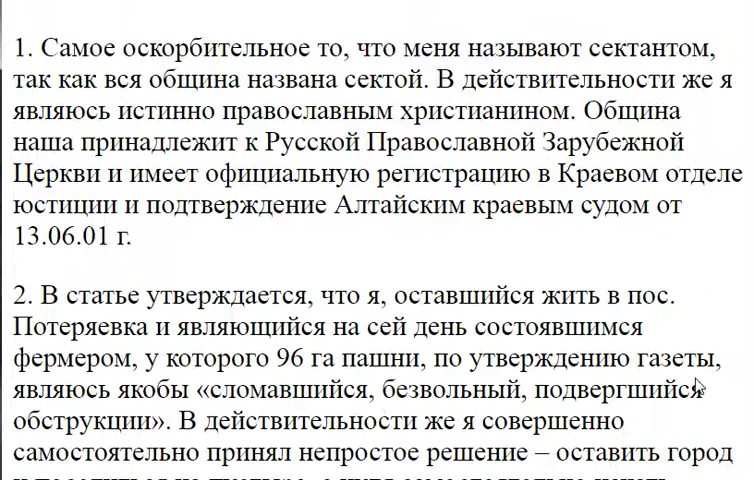 1. Самое оскорбительное то, что меня называют сектантом,
так как вся община названа сектой. В действительности же я
являюсь истинно православным христианином. Община
наша принадлежит к Русской Православной Зарубежной
Церкви и имеет официальную регистрацию в Краевом отделе
юстиции и подтверждение Алтайским краевым судом от
13.06.01 г.
2. В статье утверждается, что я, оставшийся жить в пос.
Потеряевка и являющийся на сей день состоявшимся
фермером, у которого 96 га пашни, по утверждению газеты,
являюсь якобы «сломавшийся, безвольный, подвергшийся
обструкции». В действительности же я совершенно
самостоятельно принял непростое решение – оставить город